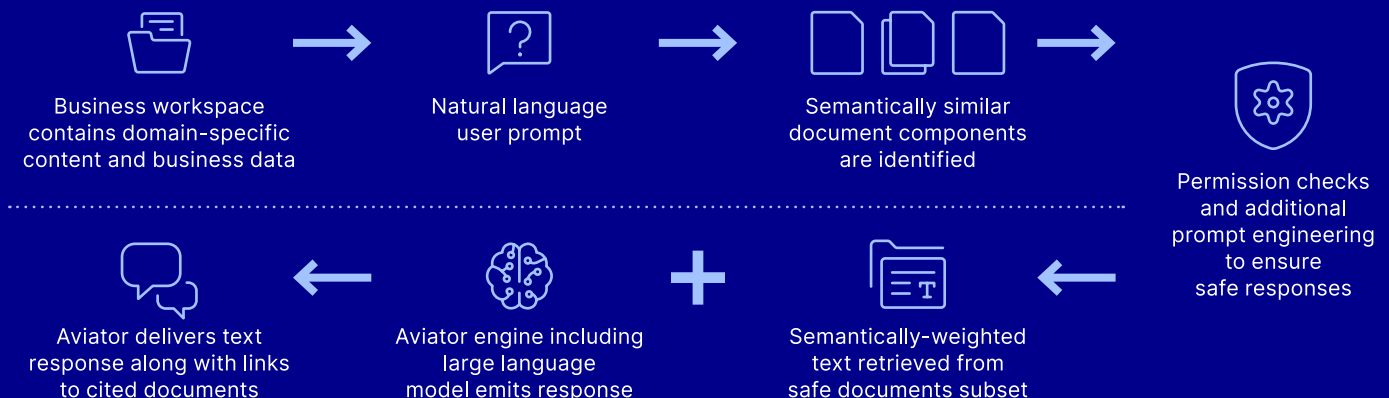 Business workspace
contains domain-specific
content and business data
?
Natural language
user prompt
Semantically similar
document components
are identified
Permission checks
and additional
prompt engineering
to ensure
safe responses
T
Semantically-weighted
text retrieved from
safe documents subset
+
Aviator engine including
large language
model emits response
Aviator delivers text
response along with links
to cited documents